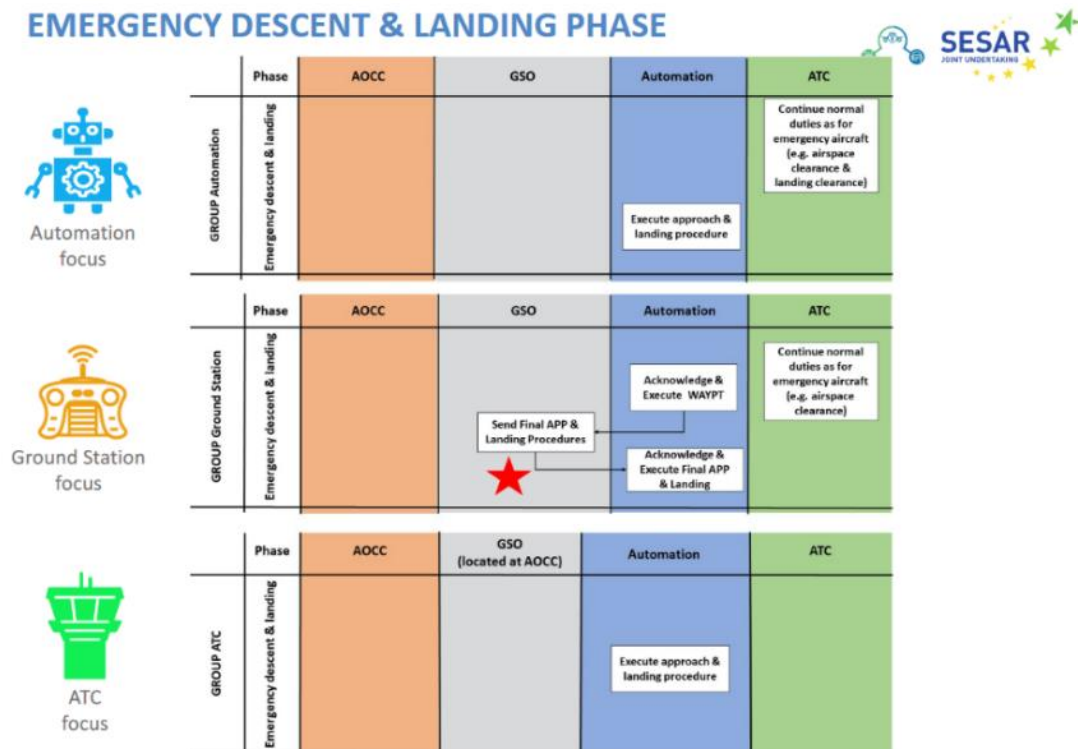 EMERGENCY DESCENT & LANDING PHASE
SESAR
JOINT UNDERTAKING
Automation
focus
Phase
AOCC
GSO
Automation
ATC
GROUP Automation
Emergency descent & landing
Continue normal
duties as for
emergency aircraft
(e.g. airspace
clearance &
landing clearance)
Execute approach &
landing procedure
Ground Station
focus
Phase
AOCC
GSO
Automation
ATC
GROUP Ground Station
Emergency descent & landing
Continue normal
duties as for
emergency aircraft
(e.g. airspace
clearance)
Acknowledge &
Execute WAYPT
Send Final APP &
Landing Procedures
Acknowledge &
Execute Final APP
& Landing
ATC
focus
Phase
AOCC
GSO
(located at AOCC)
Automation
ATC
GROUP ATC
Emergency descent & landing
Execute approach &
landing procedure